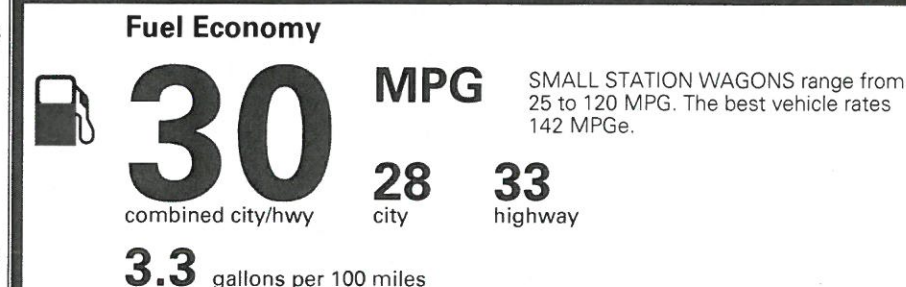 Fuel Economy
30 MPG
SMALL STATION WAGONS range from
25 to 120 MPG. The best vehicle rates
142 MPGe.
combined city/hwy
28
city
33
highway
3.3 gallons per 100 miles